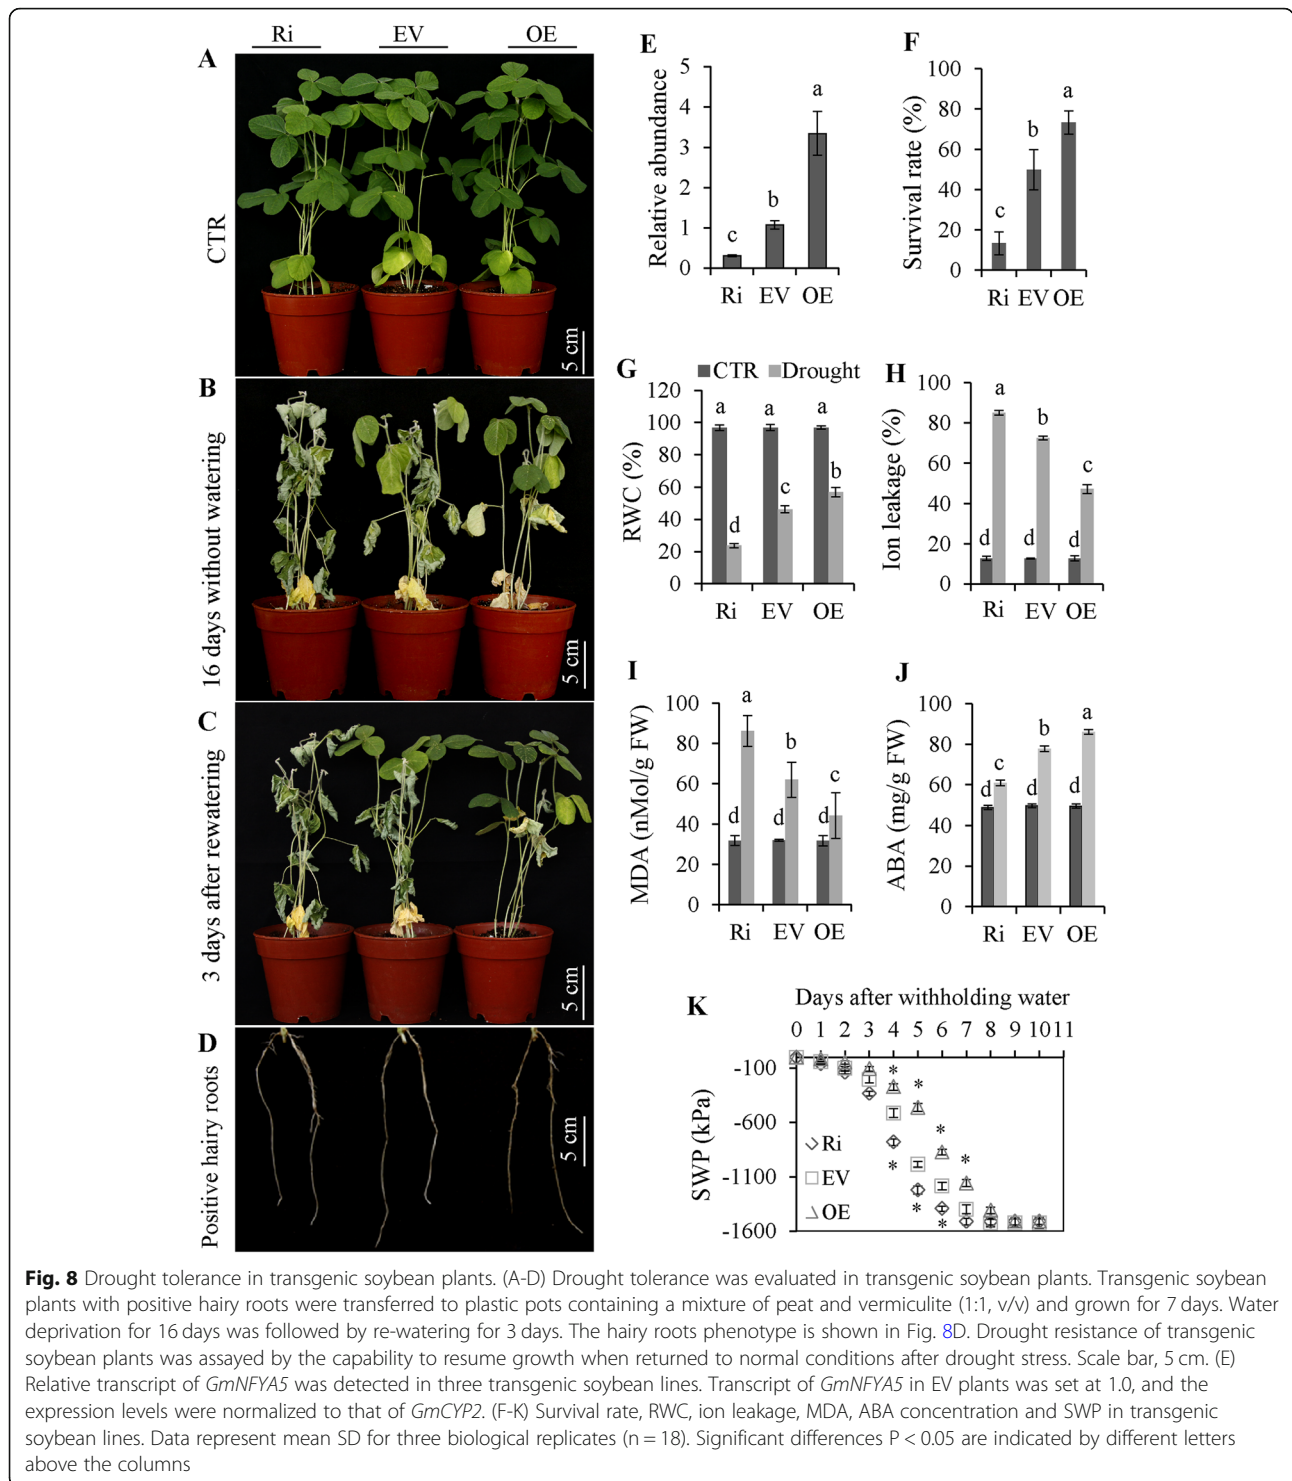 Ri EV OE
A
CTR
5 cm
B
16 days without watering
5 cm
C
3 days after rewatering
5 cm
D
Positive hairy roots
5 cm
E
Relative abundance
5
4
3
2
1
0
c b a
Ri EV OE
F
Survival rate (%)
100
80
60
40
20
0
c b a
Ri EV OE
G
CTR Drought
RWC (%)
120
100
80
60
40
20
0
a d a c a b
Ri EV OE
H
Ion leakage (%)
100
80
60
40
20
0
d a d b d c
Ri EV OE
I
MDA (nMol/g FW)
100
80
60
40
20
0
d a d b d c
Ri EV OE
J
ABA (mg/g FW)
100
80
60
40
20
0
d c d b d a
Ri EV OE
K
Days after withholding water
0 1 2 3 4 5 6 7 8 9 10 11
SWP (kPa)
-100
-600
-1100
-1600
* * * *
* * *
Ri
EV
OE
Fig. 8 Drought tolerance in transgenic soybean plants. (A-D) Drought tolerance was evaluated in transgenic soybean plants. Transgenic soybean
plants with positive hairy roots were transferred to plastic pots containing a mixture of peat and vermiculite (1:1, v/v) and grown for 7 days. Water
deprivation for 16 days was followed by re-watering for 3 days. The hairy roots phenotype is shown in Fig. 8D. Drought resistance of transgenic
soybean plants was assayed by the capability to resume growth when returned to normal conditions after drought stress. Scale bar, 5 cm. (E)
Relative transcript of GmNFYA5 was detected in three transgenic soybean lines. Transcript of GmNFYA5 in EV plants was set at 1.0, and the
expression levels were normalized to that of GmCYP2. (F-K) Survival rate, RWC, ion leakage, MDA, ABA concentration and SWP in transgenic
soybean lines. Data represent mean SD for three biological replicates (n = 18). Significant differences P < 0.05 are indicated by different letters
above the columns